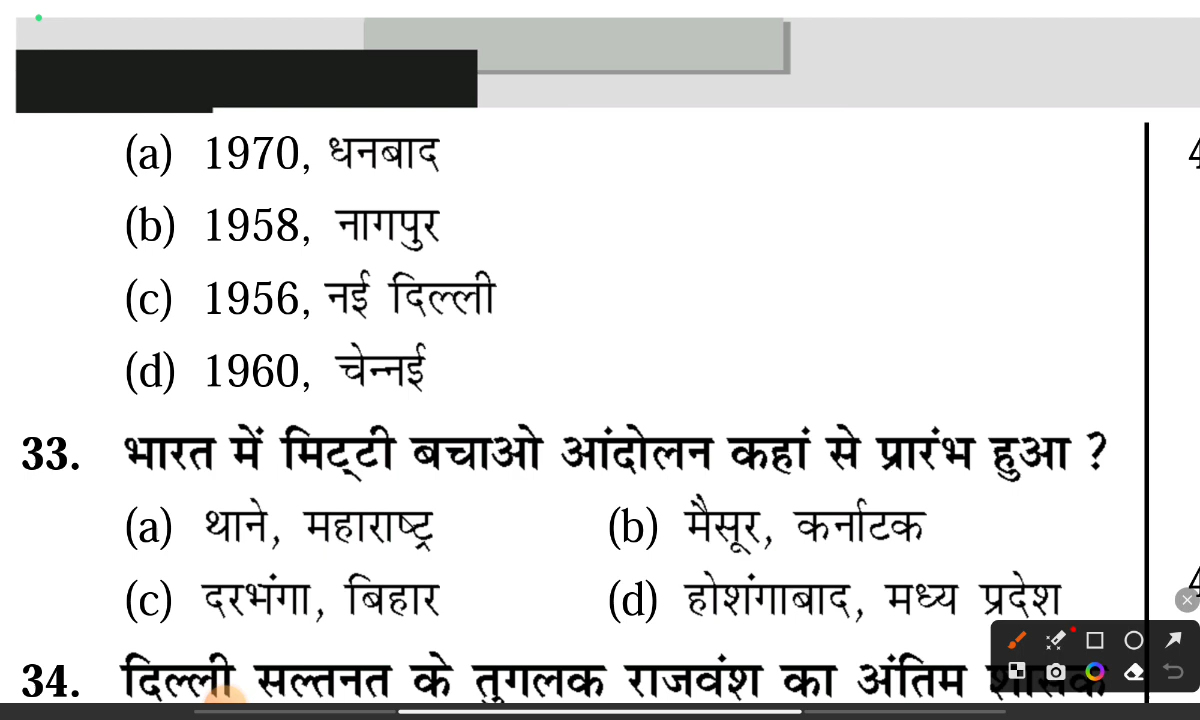 (a) 1970, धनबाद
(b) 1958, नागपुर
(c) 1956, नई दिल्ली
(d) 1960, चेन्नई
33. भारत में मिट्टी बचाओ आंदोलन कहां से प्रारंभ हुआ ?
(a) थाने, महाराष्ट्र (b) मैसूर, कर्नाटक
(c) दरभंगा, बिहार (d) होशंगाबाद, मध्य प्रदेश
34. दिल्ली सल्तनत के तुगलक राजवंश का अंतिम शासक